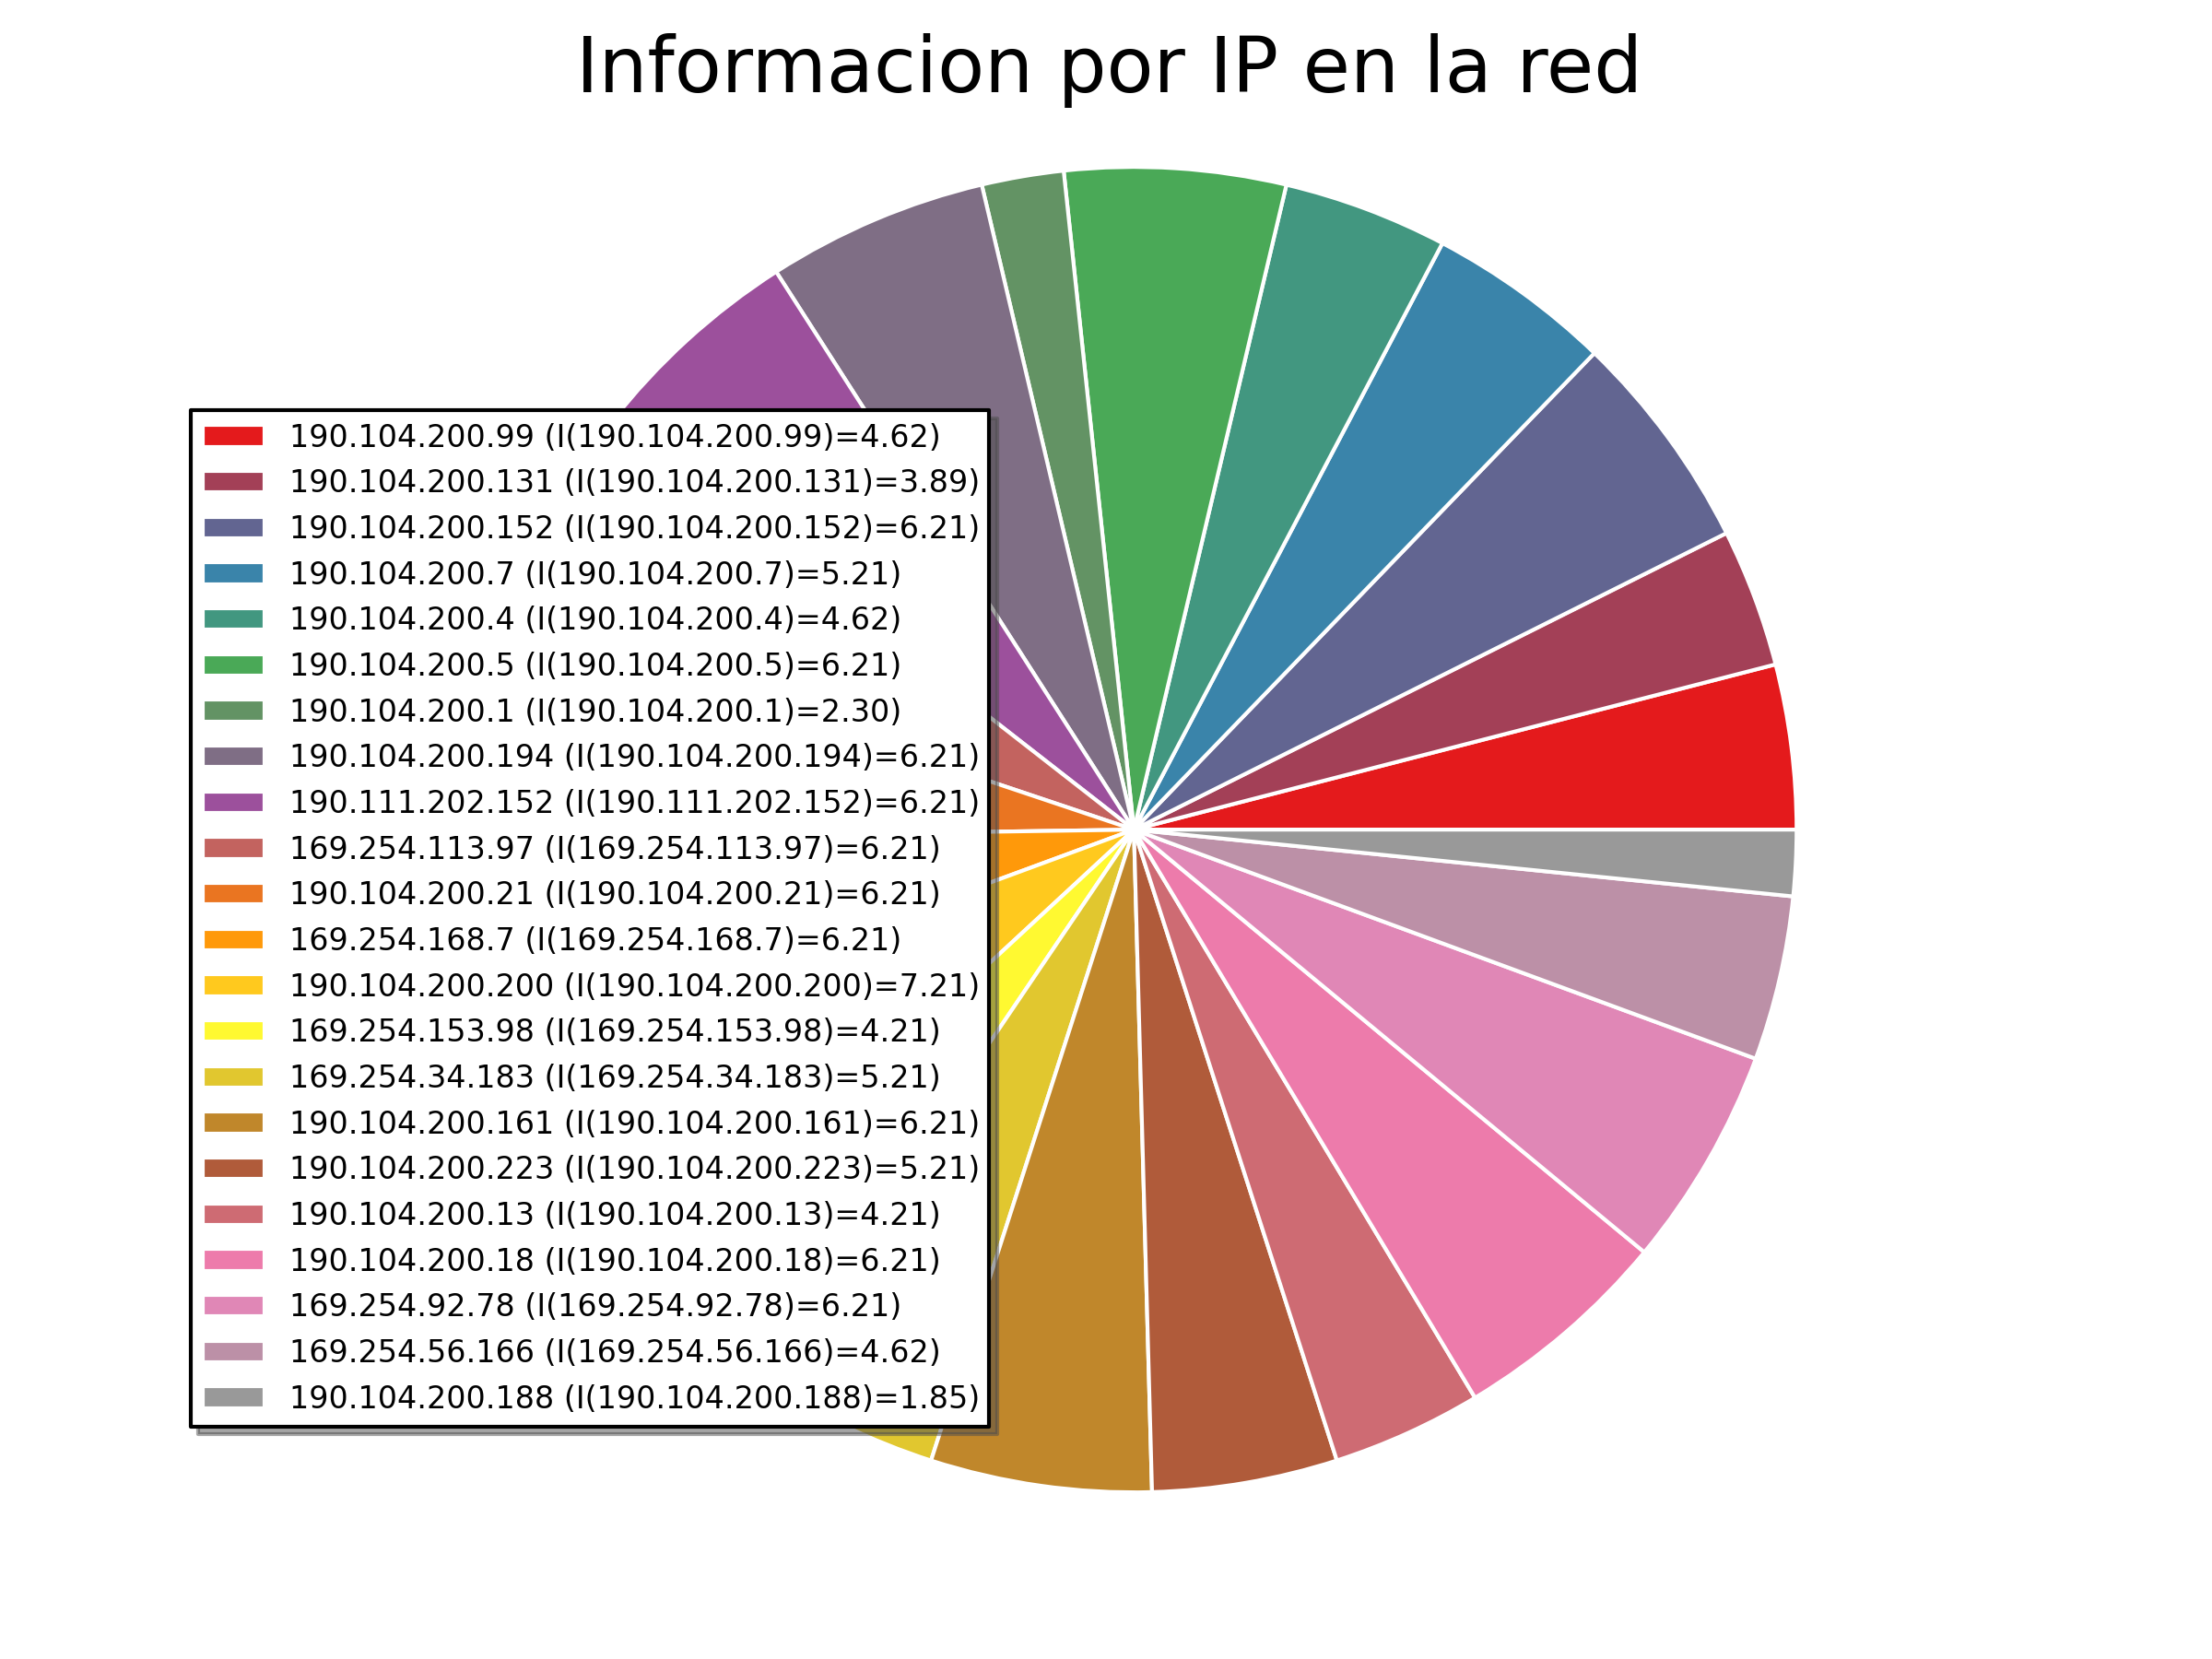 Informacion por IP en la red
190.104.200.99 (I(190.104.200.99)=4.62)
190.104.200.131 (I(190.104.200.131)=3.89)
190.104.200.152 (I(190.104.200.152)=6.21)
190.104.200.7 (I(190.104.200.7)=5.21)
190.104.200.4 (I(190.104.200.4)=4.62)
190.104.200.5 (I(190.104.200.5)=6.21)
190.104.200.1 (I(190.104.200.1)=2.30)
190.104.200.194 (I(190.104.200.194)=6.21)
190.111.202.152 (I(190.111.202.152)=6.21)
169.254.113.97 (I(169.254.113.97)=6.21)
190.104.200.21 (I(190.104.200.21)=6.21)
169.254.168.7 (I(169.254.168.7)=6.21)
190.104.200.200 (I(190.104.200.200)=7.21)
169.254.153.98 (I(169.254.153.98)=4.21)
169.254.34.183 (I(169.254.34.183)=5.21)
190.104.200.161 (I(190.104.200.161)=6.21)
190.104.200.223 (I(190.104.200.223)=5.21)
190.104.200.13 (I(190.104.200.13)=4.21)
190.104.200.18 (I(190.104.200.18)=6.21)
169.254.92.78 (I(169.254.92.78)=6.21)
169.254.56.166 (I(169.254.56.166)=4.62)
190.104.200.188 (I(190.104.200.188)=1.85)